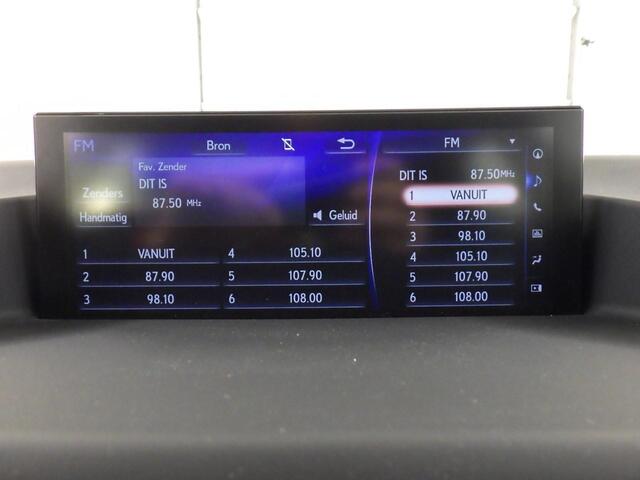 FM
Bron
Fav. Zender
DIT IS
87.50 MHz
Zenders
Handmatig
Geluid
1 VANUIT
2 87.90
3 98.10
4 105.10
5 107.90
6 108.00
FM
DIT IS 87.50MHz
1 VANUIT
2 87.90
3 98.10
4 105.10
5 107.90
6 108.00